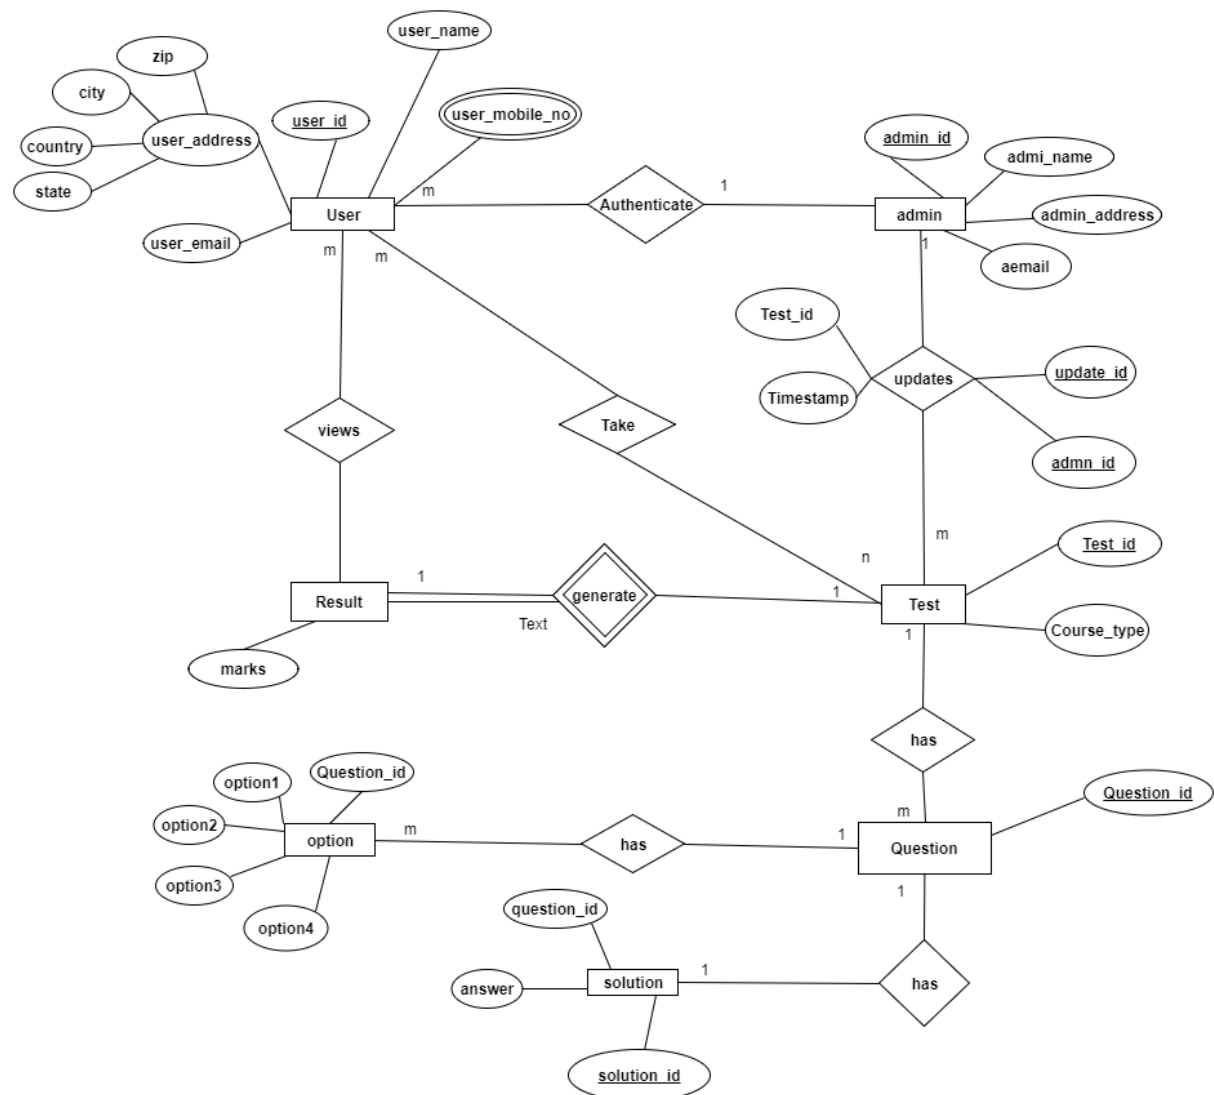 user_name
zip
city
user_mobile_no
user_id
user_address
country
state
user_email
admin_id
admi_name
admin_address
aemail
User
m
Authenticate
1
admin
m
m
1
Test_id
Timestamp
updates
update_id
admn_id
views
Take
m
n
Test_id
Result
1
generate
1
Test
Text
1
Course_type
marks
has
option1
Question_id
option2
option
m
has
1
m
Question
Question_id
option3
option4
1
question_id
answer
solution
1
has
solution_id